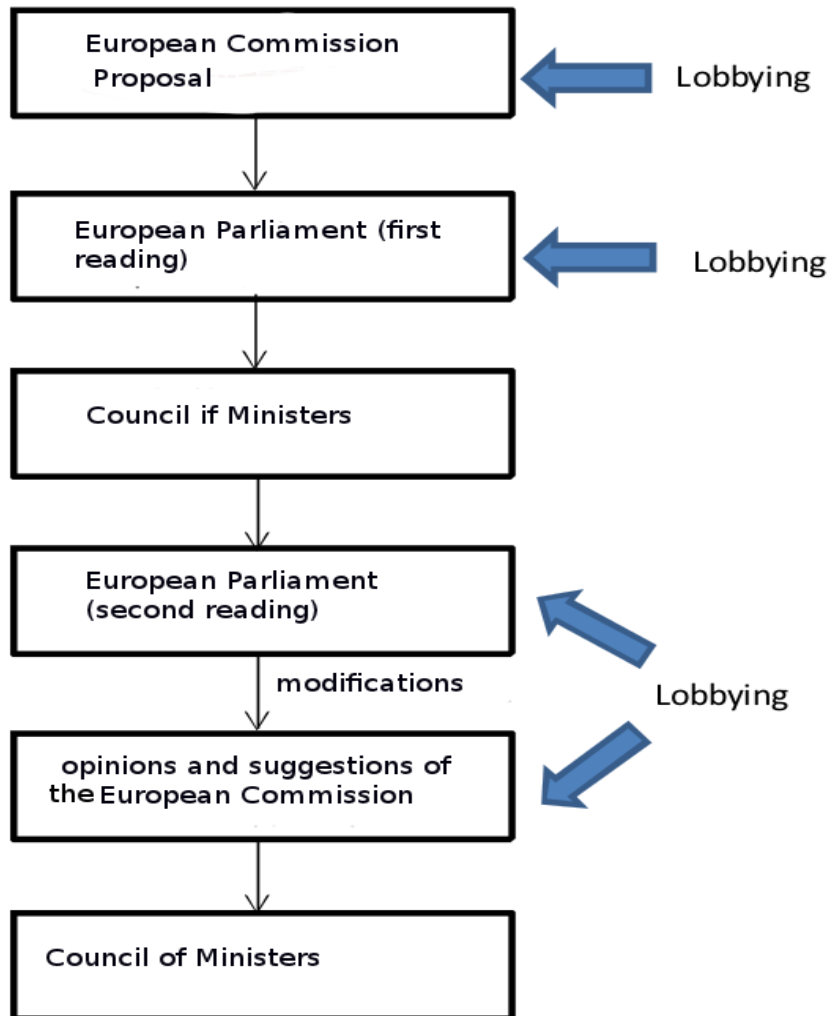 European Commission
Proposal
Lobbying
European Parliament (first
reading)
Lobbying
Council if Ministers
European Parliament
(second reading)
modifications
Lobbying
opinions and suggestions of
the European Commission
Council of Ministers